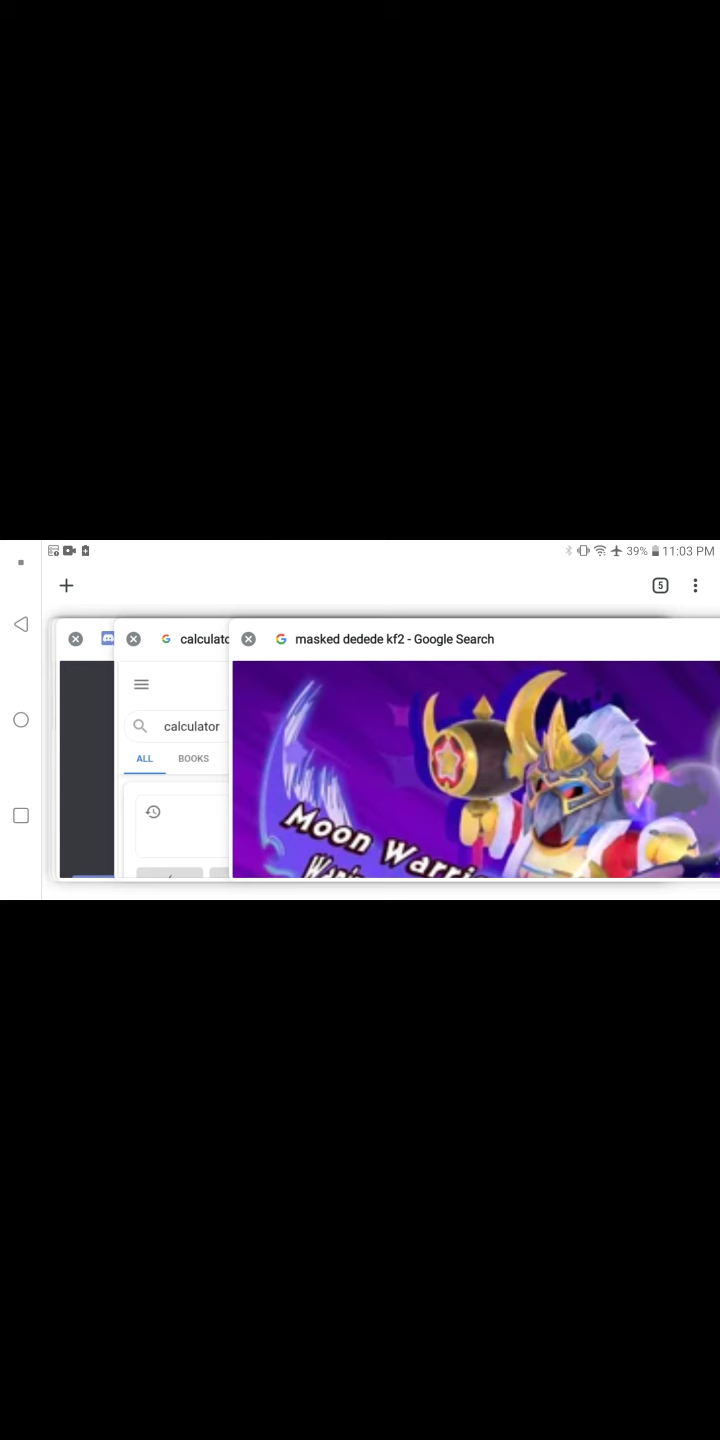 39% 11:03 PM
5
calculato
masked dedede kf2 - Google Search
calculator
ALL BOOKS
Moon Warri